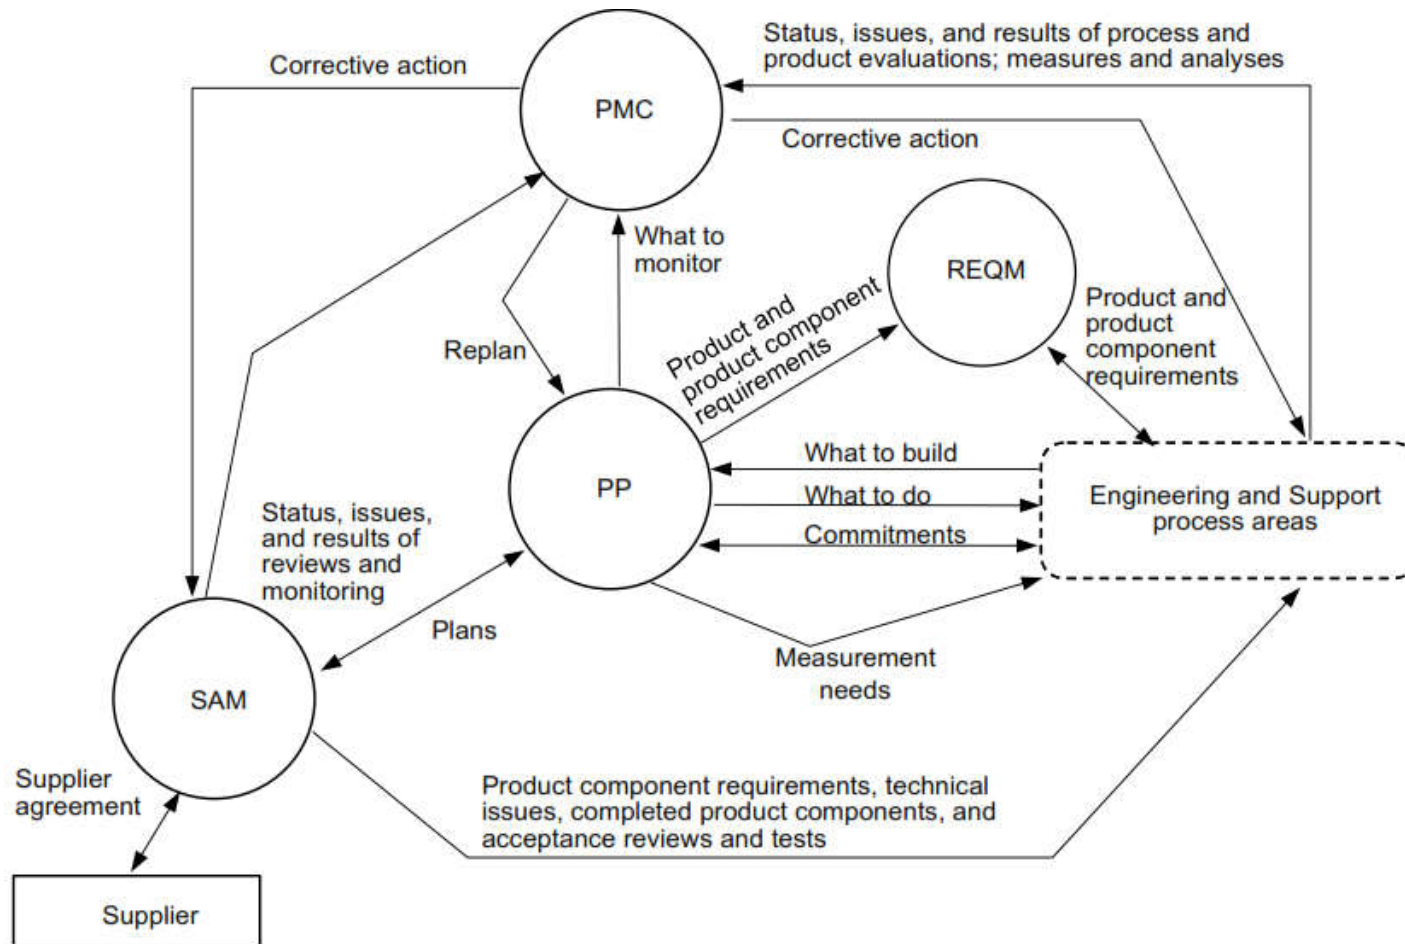 Status, issues, and results of process and
product evaluations; measures and analyses
Corrective action
PMC
Corrective action
What to
monitor
REQM
Product and
product component
requirements
Product and
product
component
requirements
Replan
What to build
PP
What to do
Engineering and Support
process areas
Commitments
Status, issues,
and results of
reviews and
monitoring
Plans
Measurement
needs
SAM
Supplier
agreement
Product component requirements, technical
issues, completed product components, and
acceptance reviews and tests
Supplier